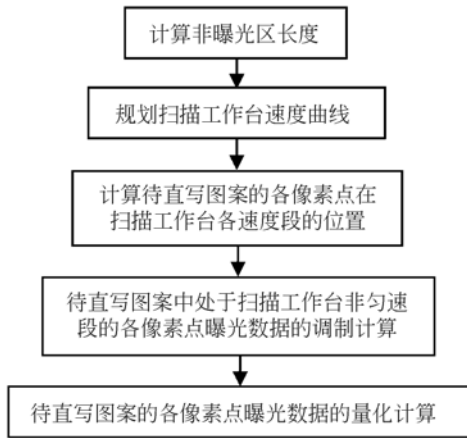 计算非曝光区长度
规划扫描工作台速度曲线
计算待直写图案的各像素点在
扫描工作台各速度段的位置
待直写图案中处于扫描工作台非匀速
段的各像素点曝光数据的调制计算
待直写图案的各像素点曝光数据的量化计算